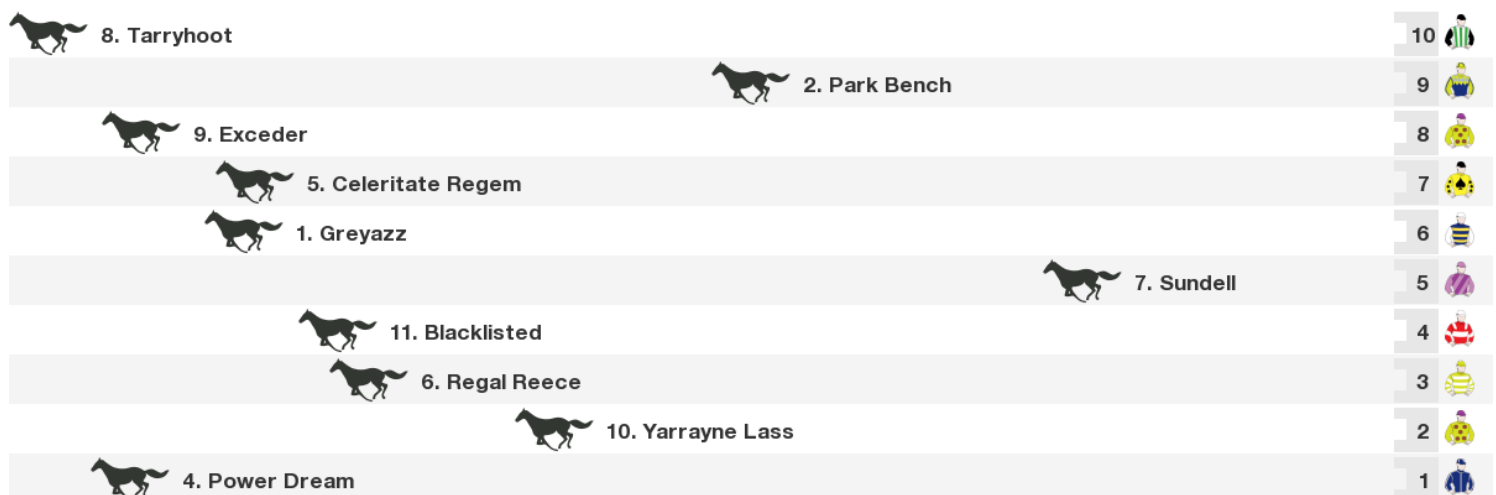 8. Tarryhoot 10
2. Park Bench 9
9. Exceder 8
5. Celeritate Regem 7
1. Greyazz 6
7. Sundell 5
11. Blacklisted 4
6. Regal Reece 3
10. Yarrayne Lass 2
4. Power Dream 1